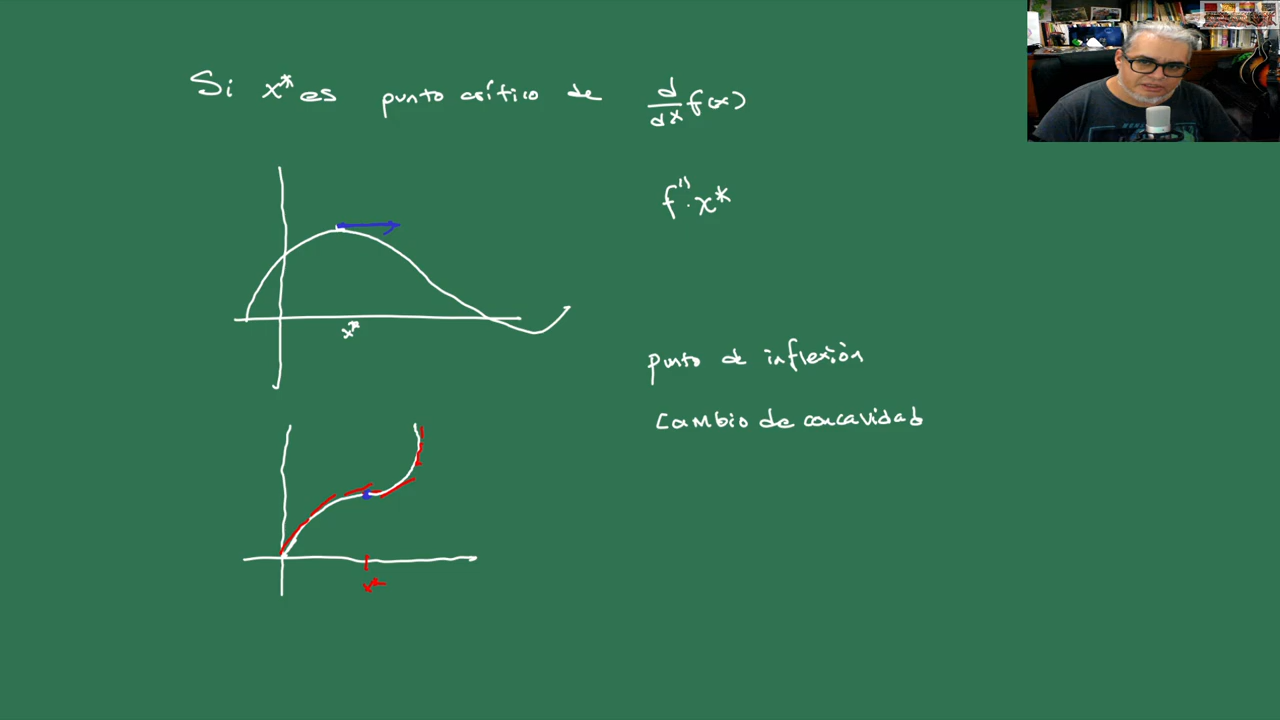 Si x* es punto crítico de d/dx f(x)
f''·x*
x*
punto de inflexión
Cambio de concavidad
x*